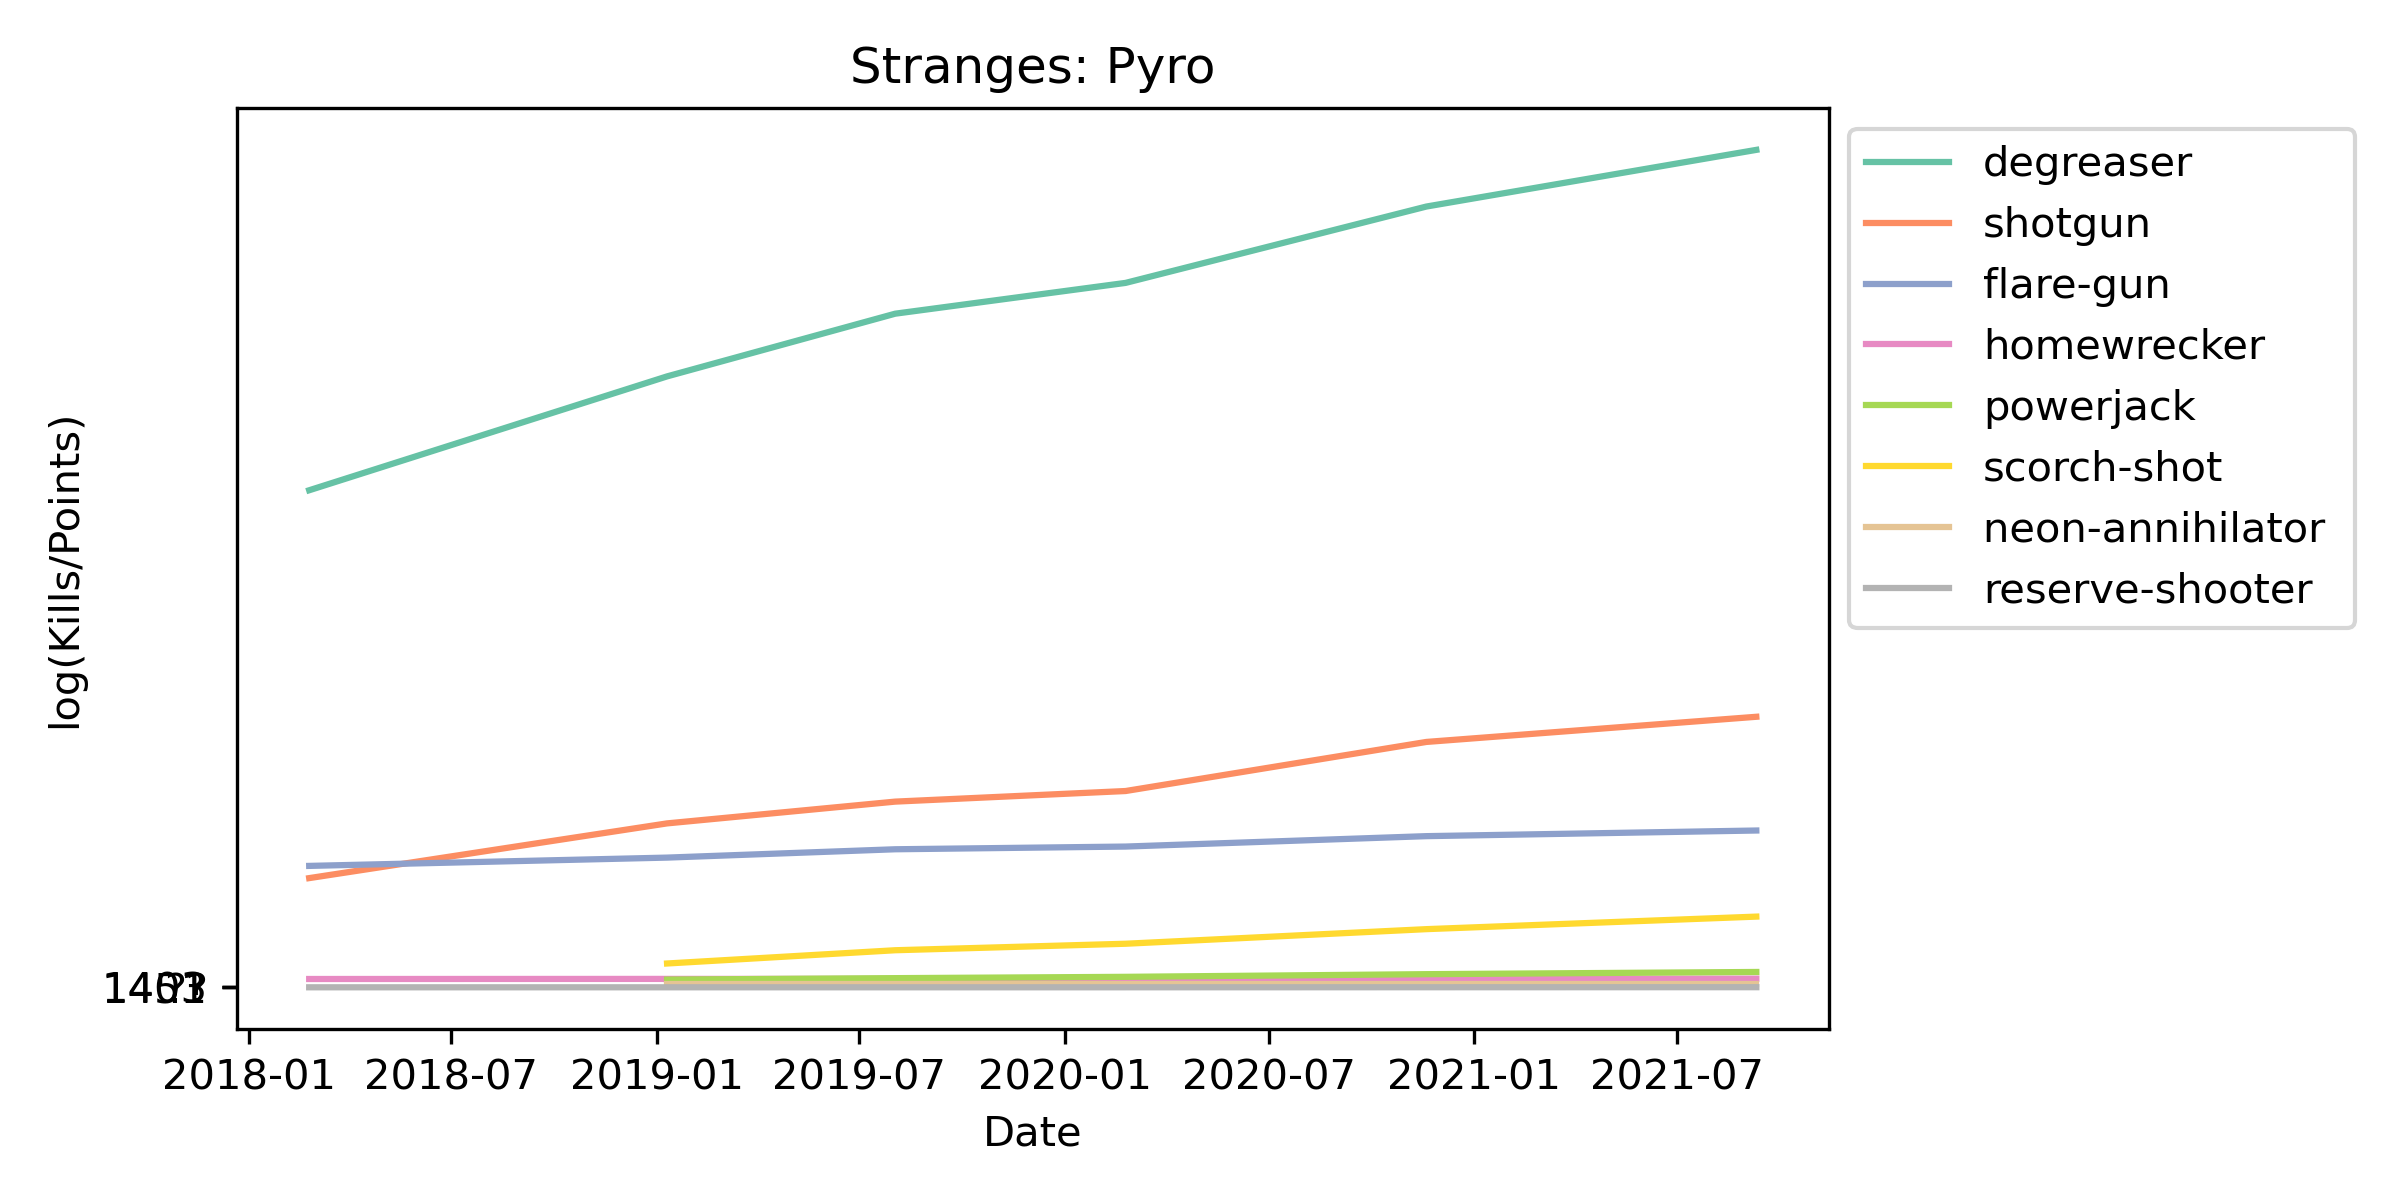 Stranges: Pyro
degreaser
shotgun
flare-gun
homewrecker
powerjack
scorch-shot
neon-annihilator
reserve-shooter
log(Kills/Points)
2018-01 2018-07 2019-01 2019-07 2020-01 2020-07 2021-01 2021-07
Date